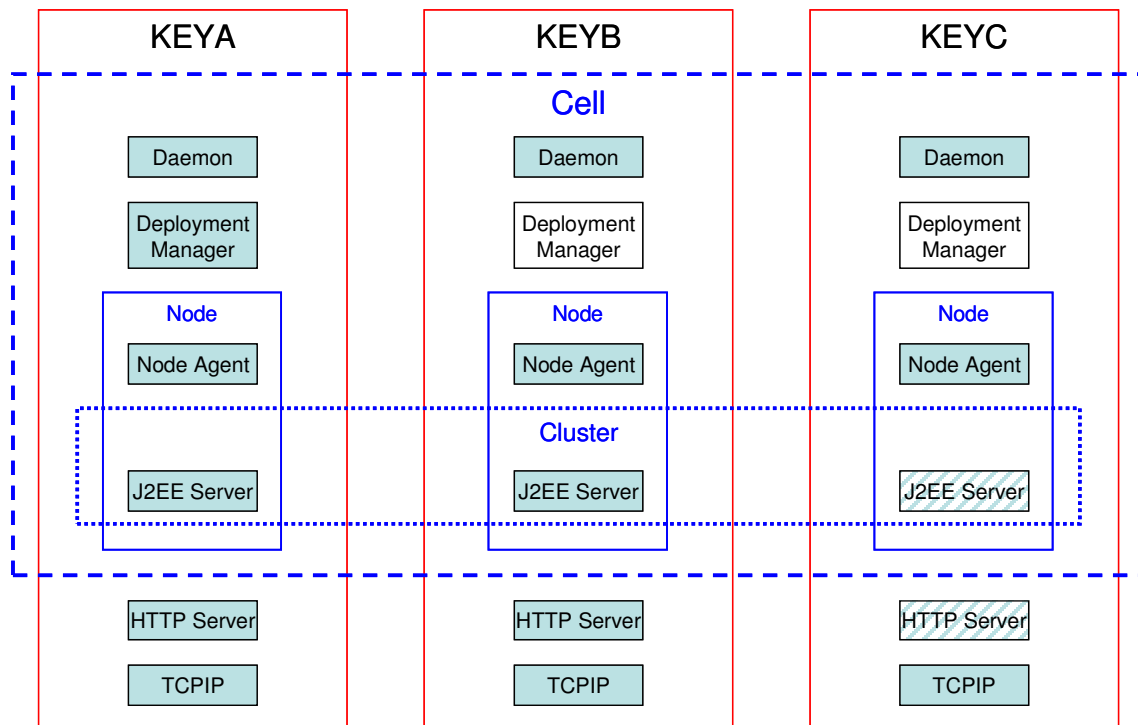 KEYA
KEYB
KEYC
Cell
Daemon
Daemon
Daemon
Deployment
Manager
Deployment
Manager
Deployment
Manager
Node
Node
Node
Node Agent
Node Agent
Node Agent
Cluster
J2EE Server
J2EE Server
J2EE Server
HTTP Server
HTTP Server
HTTP Server
TCPIP
TCPIP
TCPIP